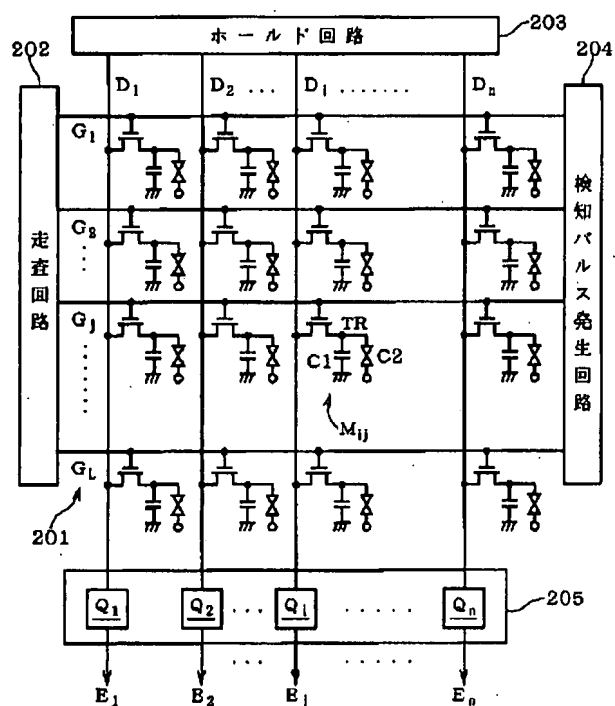 203
ホールド回路
202
204
D1 D2 ... Di ....... Dn
G1
G2
走査回路
検知パルス発生回路
Gj
TR
C1 C2
Mij
GL
201
Q1 Q2 ... Qi ...... Qn
205
E1 E2 ... Ei ...... En